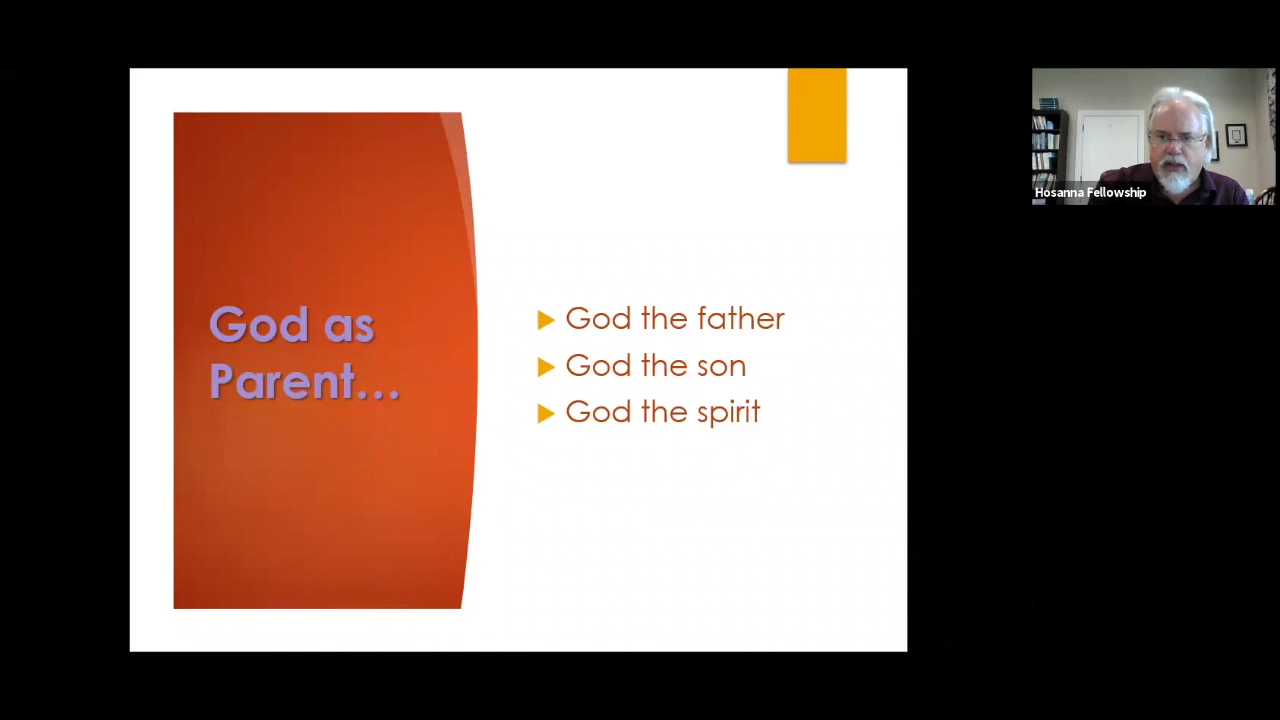 God as
Parent...
God the father
God the son
God the spirit
Hosanna Fellowship